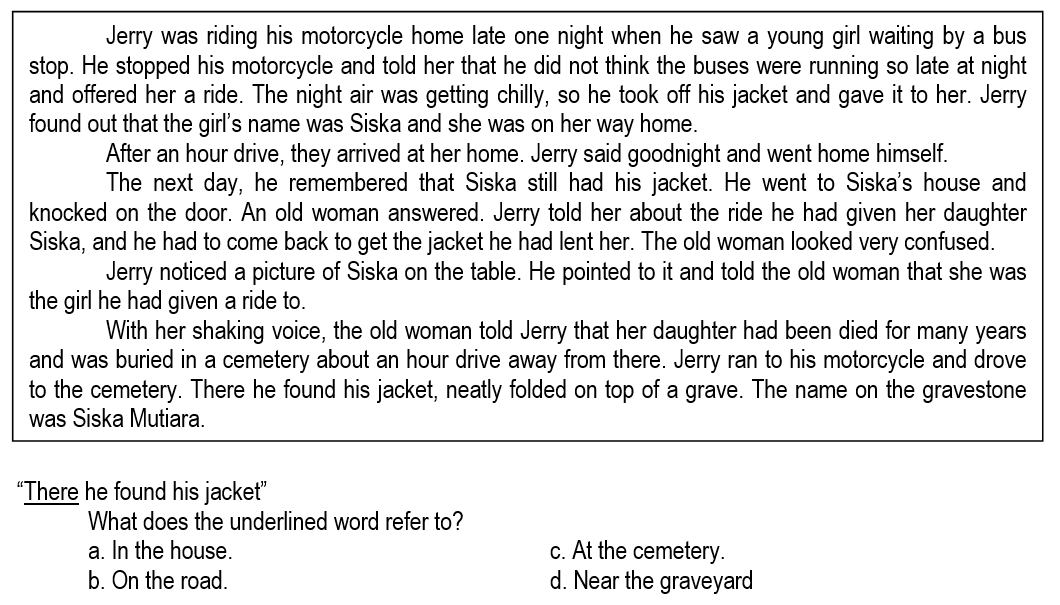 Jerry was riding his motorcycle home late one night when he saw a young girl waiting by a bus
stop. He stopped his motorcycle and told her that he did not think the buses were running so late at night
and offered her a ride. The night air was getting chilly, so he took off his jacket and gave it to her. Jerry
found out that the girl’s name was Siska and she was on her way home.
After an hour drive, they arrived at her home. Jerry said goodnight and went home himself.
The next day, he remembered that Siska still had his jacket. He went to Siska’s house and
knocked on the door. An old woman answered. Jerry told her about the ride he had given her daughter
Siska, and he had to come back to get the jacket he had lent her. The old woman looked very confused.
Jerry noticed a picture of Siska on the table. He pointed to it and told the old woman that she was
the girl he had given a ride to.
With her shaking voice, the old woman told Jerry that her daughter had been died for many years
and was buried in a cemetery about an hour drive away from there. Jerry ran to his motorcycle and drove
to the cemetery. There he found his jacket, neatly folded on top of a grave. The name on the gravestone
was Siska Mutiara.
“There he found his jacket”
What does the underlined word refer to?
a. In the house.
b. On the road.
c. At the cemetery.
d. Near the graveyard